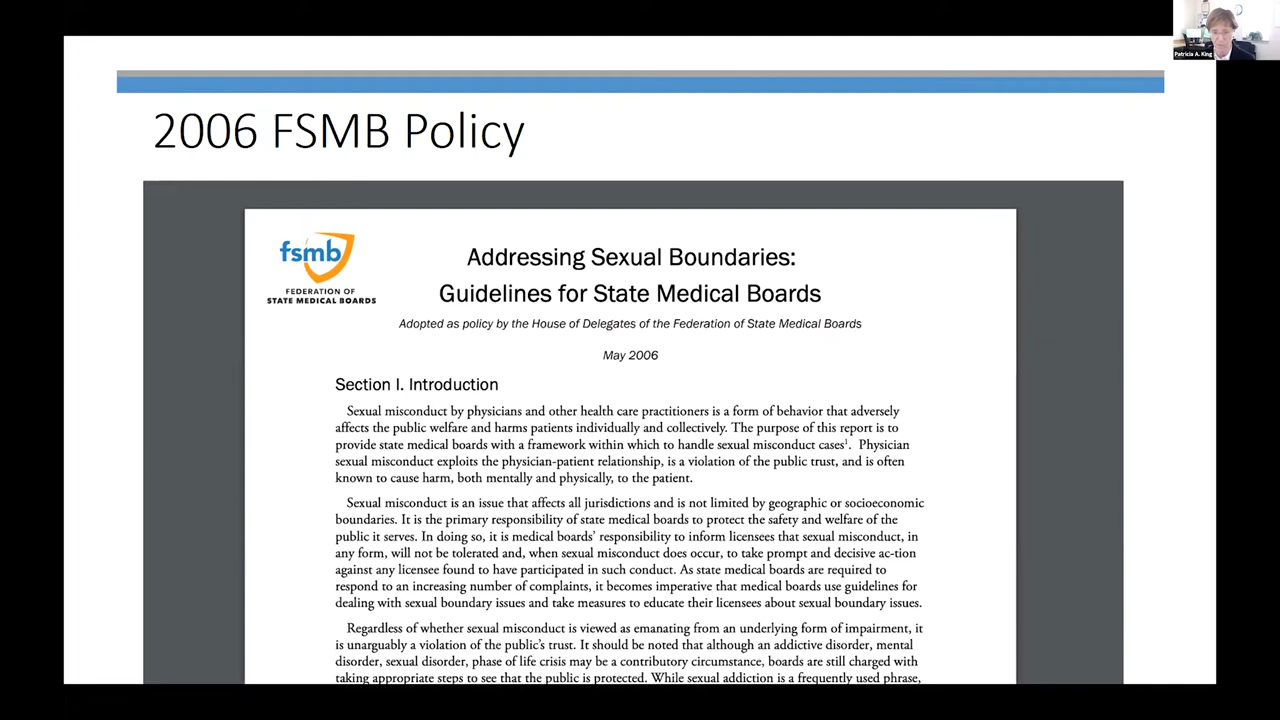 Patricia A. King
2006 FSMB Policy
fsmb
FEDERATION OF
STATE MEDICAL BOARDS
Addressing Sexual Boundaries:
Guidelines for State Medical Boards
Adopted as policy by the House of Delegates of the Federation of State Medical Boards
May 2006
Section I. Introduction
Sexual misconduct by physicians and other health care practitioners is a form of behavior that adversely
affects the public welfare and harms patients individually and collectively. The purpose of this report is to
provide state medical boards with a framework within which to handle sexual misconduct cases¹. Physician
sexual misconduct exploits the physician-patient relationship, is a violation of the public trust, and is often
known to cause harm, both mentally and physically, to the patient.
Sexual misconduct is an issue that affects all jurisdictions and is not limited by geographic or socioeconomic
boundaries. It is the primary responsibility of state medical boards to protect the safety and welfare of the
public it serves. In doing so, it is medical boards' responsibility to inform licensees that sexual misconduct, in
any form, will not be tolerated and, when sexual misconduct does occur, to take prompt and decisive ac-tion
against any licensee found to have participated in such conduct. As state medical boards are required to
respond to an increasing number of complaints, it becomes imperative that medical boards use guidelines for
dealing with sexual boundary issues and take measures to educate their licensees about sexual boundary issues.
Regardless of whether sexual misconduct is viewed as emanating from an underlying form of impairment, it
is unarguably a violation of the public's trust. It should be noted that although an addictive disorder, mental
disorder, sexual disorder, phase of life crisis may be a contributory circumstance, boards are still charged with
taking appropriate steps to see that the public is protected. While sexual addiction is a frequently used phrase,